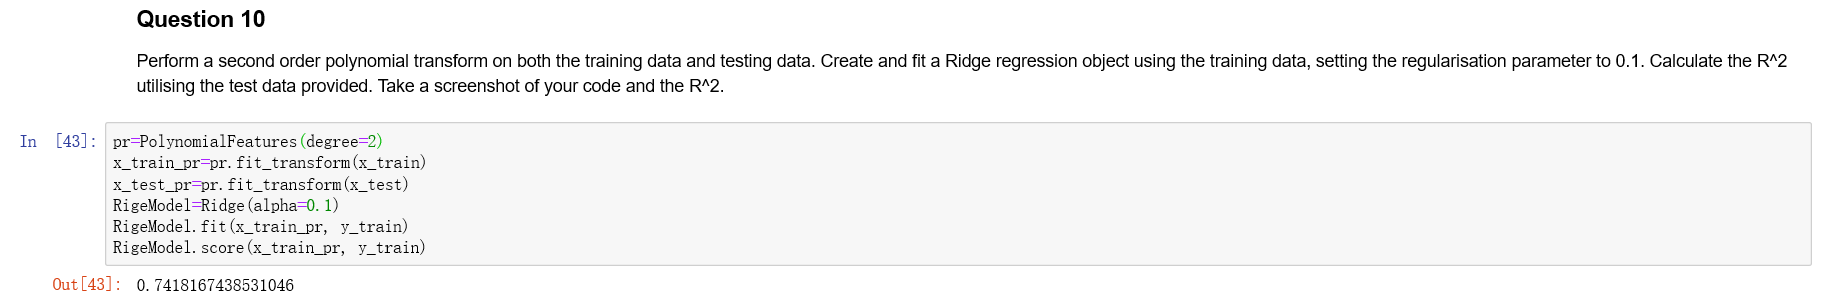 Question 10
Perform a second order polynomial transform on both the training data and testing data. Create and fit a Ridge regression object using the training data, setting the regularisation parameter to 0.1. Calculate the R^2
utilising the test data provided. Take a screenshot of your code and the R^2.
In [43]: pr=PolynomialFeatures(degree=2)
x_train_pr=pr.fit_transform(x_train)
x_test_pr=pr.fit_transform(x_test)
RigeModel=Ridge(alpha=0.1)
RigeModel.fit(x_train_pr, y_train)
RigeModel.score(x_train_pr, y_train)
Out[43]: 0.7418167438531046